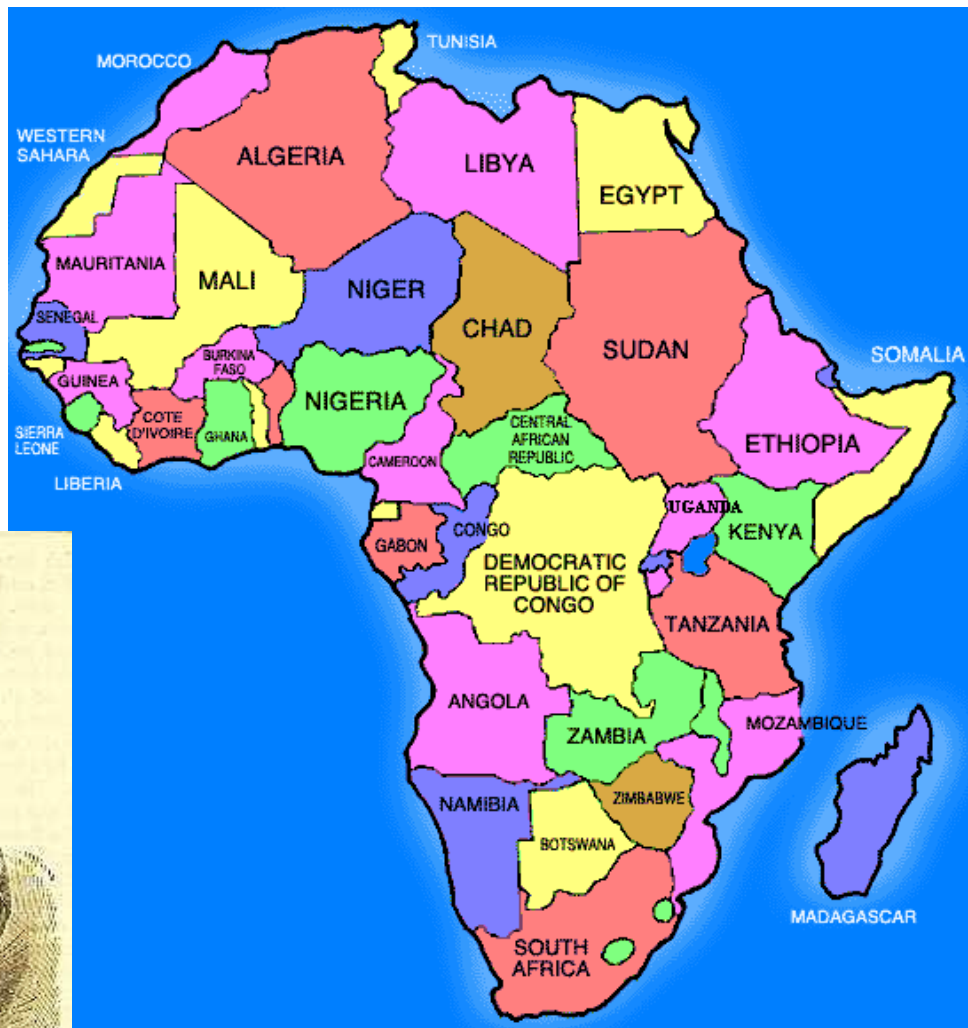 TUNISIA
MOROCCO
WESTERN
SAHARA
ALGERIA
LIBYA
EGYPT
MAURITANIA
MALI
NIGER
CHAD
SUDAN
SENEGAL
BURKINA
FASO
SOMALIA
GUINEA
NIGERIA
COTE
D'IVOIRE
GHANA
CENTRAL
AFRICAN
REPUBLIC
ETHIOPIA
SIERRA
LEONE
CAMEROON
LIBERIA
UGANDA
CONGO
KENYA
GABON
DEMOCRATIC
REPUBLIC OF
CONGO
TANZANIA
ANGOLA
MOZAMBIQUE
ZAMBIA
NAMIBIA
ZIMBABWE
BOTSWANA
MADAGASCAR
SOUTH
AFRICA